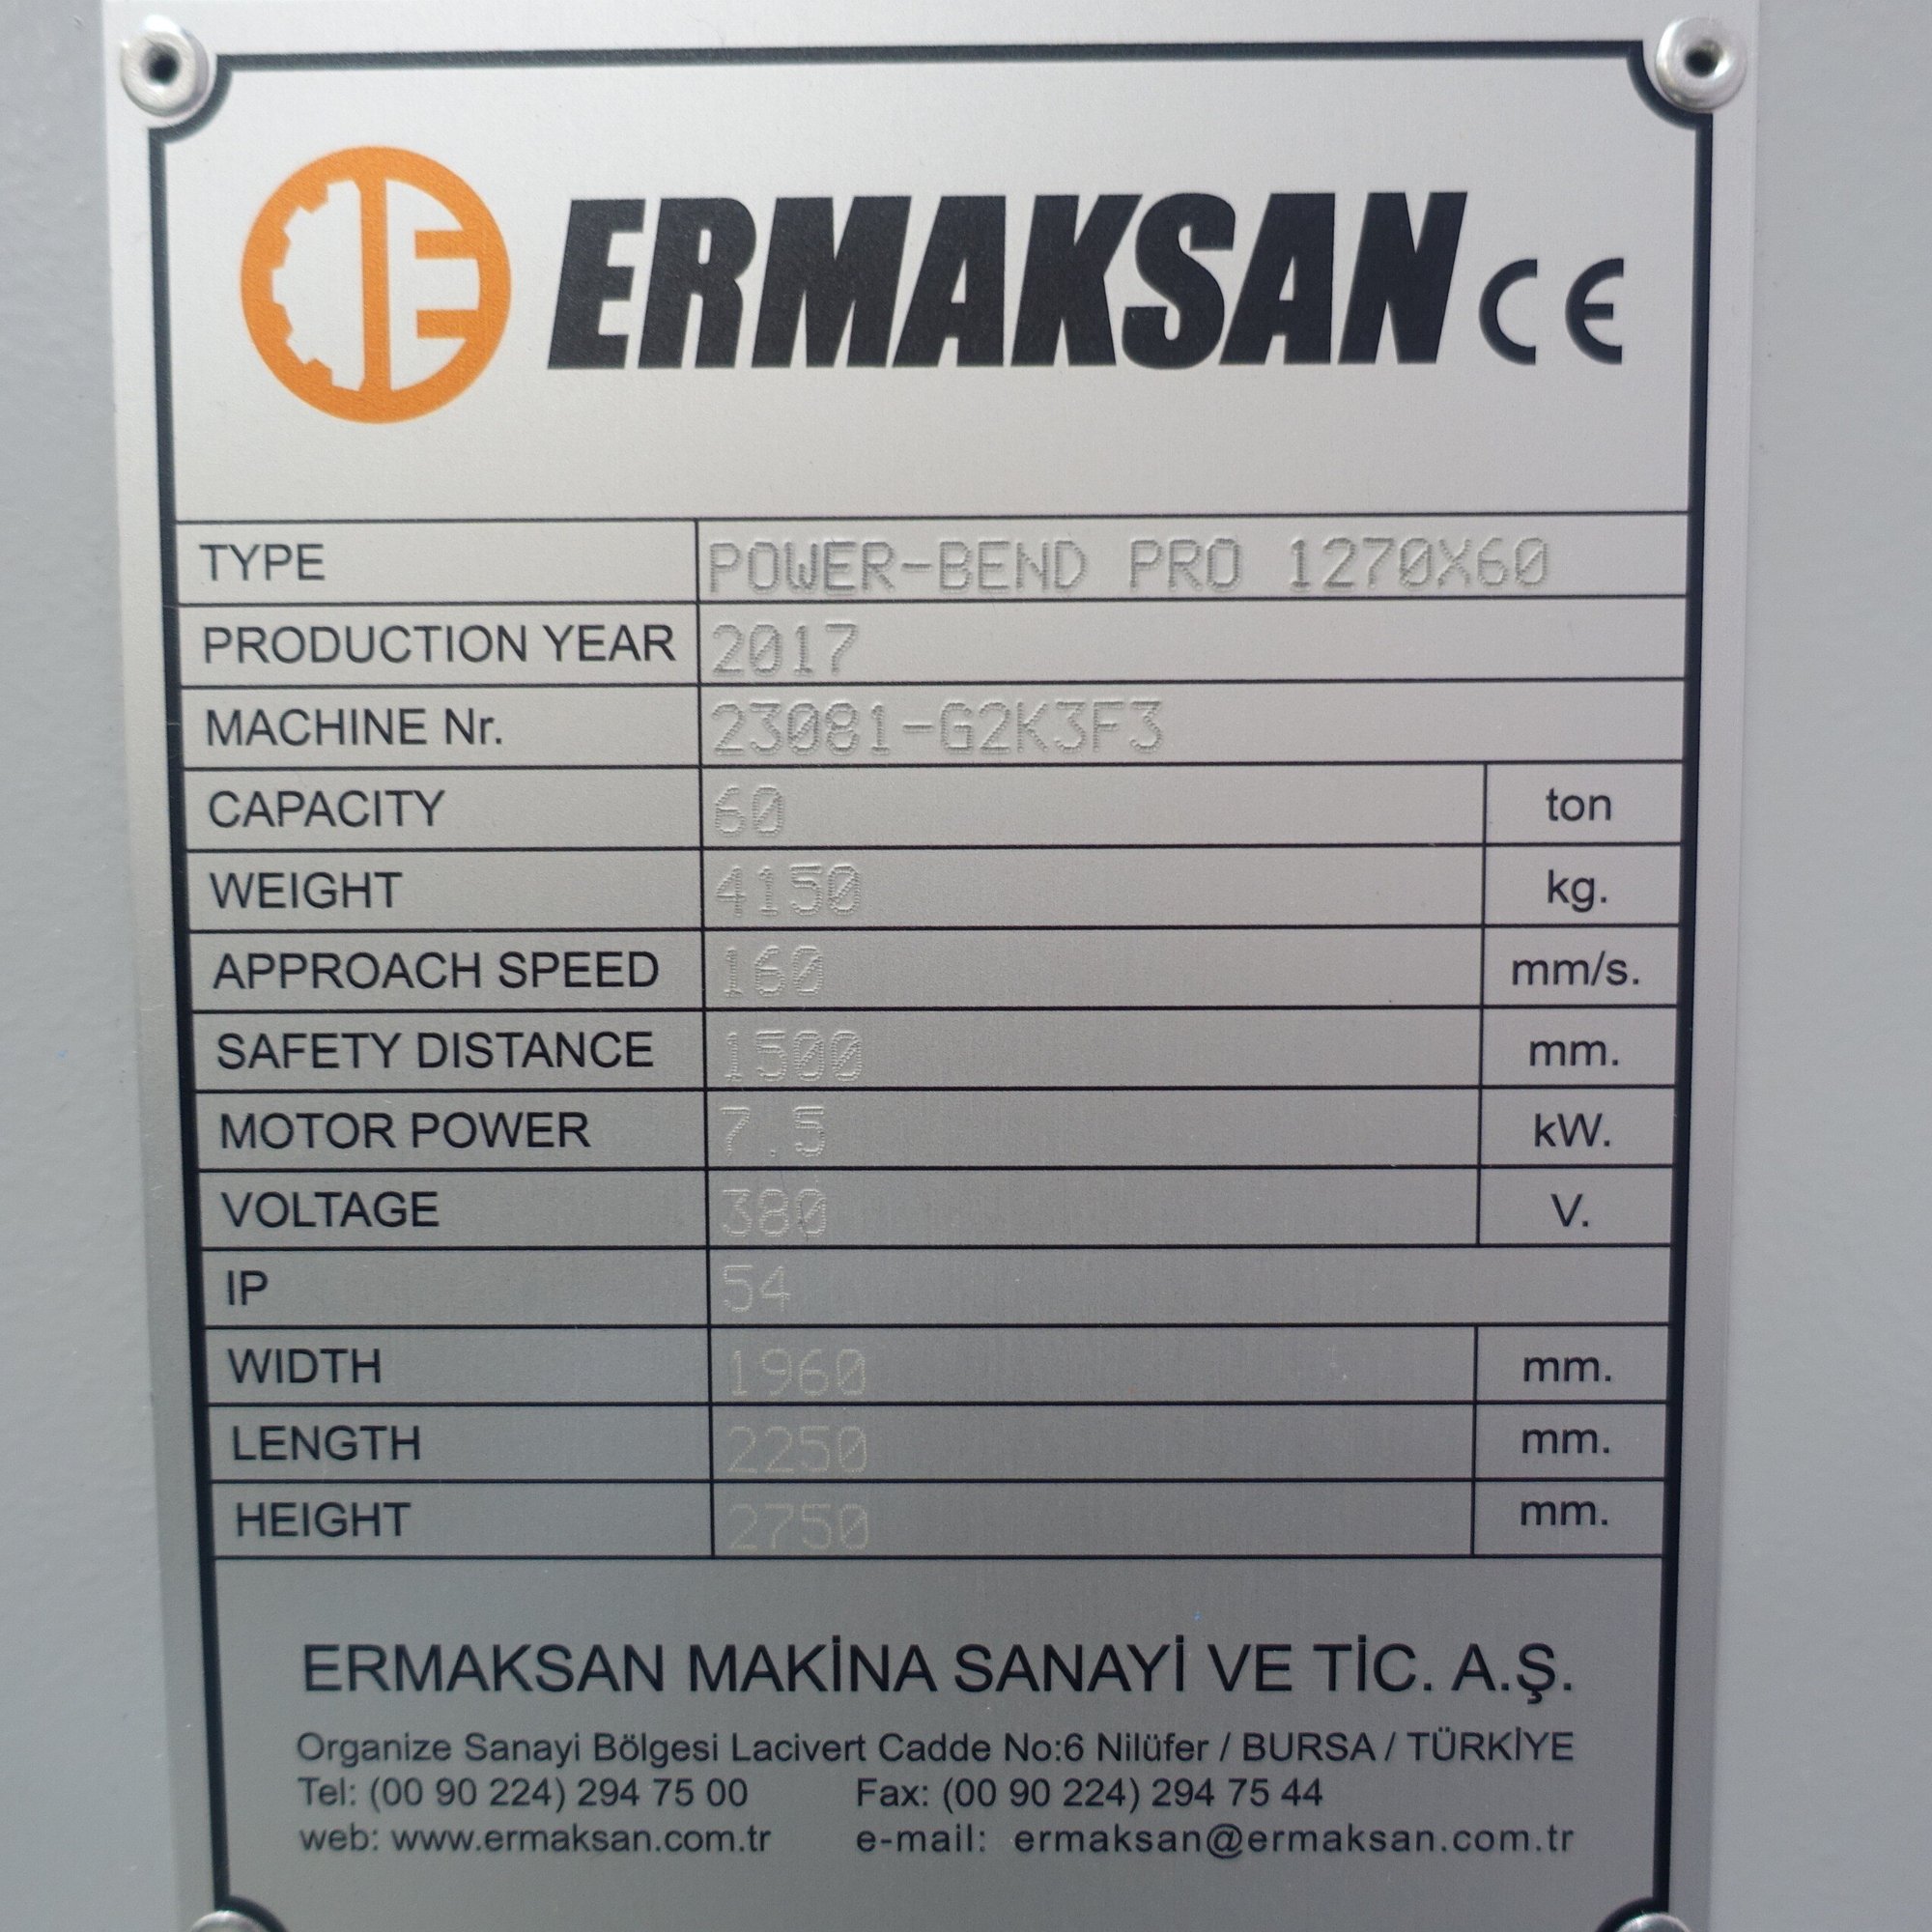 ERMAKSAN CE
TYPE POWER-BEND PRO 1270X60
PRODUCTION YEAR 2017
MACHINE Nr. 23081-G2K3F3
CAPACITY 60 ton
WEIGHT 4150 kg.
APPROACH SPEED 160 mm/s.
SAFETY DISTANCE 1500 mm.
MOTOR POWER 7.5 kW.
VOLTAGE 380 V.
IP 54
WIDTH 1960 mm.
LENGTH 2250 mm.
HEIGHT 2750 mm.
ERMAKSAN MAKİNA SANAYİ VE TİC. A.Ş.
Organize Sanayi Bölgesi Lacivert Cadde No:6 Nilüfer / BURSA / TÜRKİYE
Tel: (00 90 224) 294 75 00 Fax: (00 90 224) 294 75 44
web: www.ermaksan.com.tr e-mail: ermaksan@ermaksan.com.tr